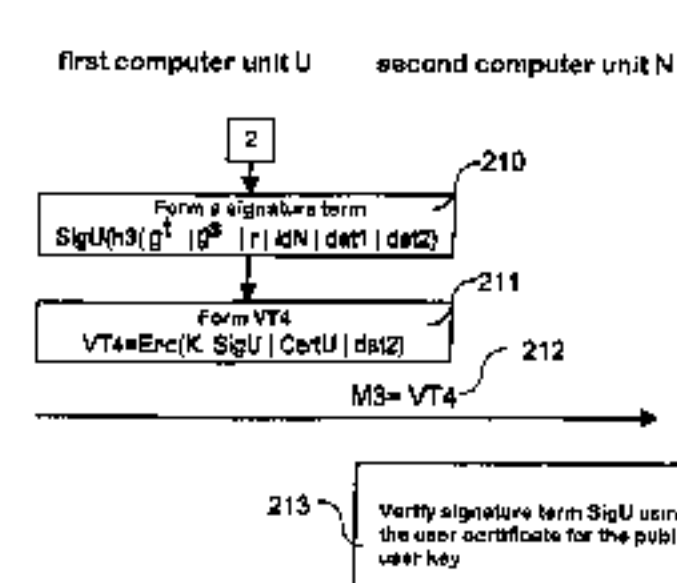 first computer unit U second computer unit N
2
210
Form a signature term
SigU(h3(g^t | g^s | r | idN | dat1 | dat2)
211
Form VT4
VT4=Enc(K, SigU | CertU | dat2)
212
M3= VT4
213
Verify signature term SigU usin
the user certificate for the publi
user key